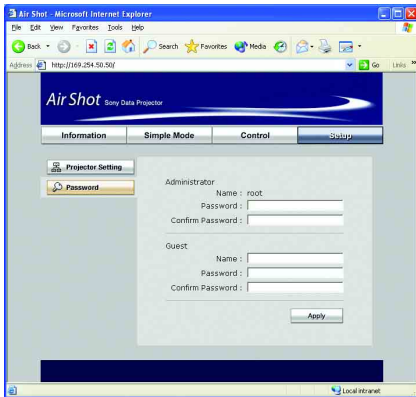 Air Shot - Microsoft Internet Explorer
File Edit View Favorites Tools Help
Back Search Favorites Media
Address http://169.254.50.50/ Go Links »
Air Shot Sony Data Projector
Information Simple Mode Control Setup
Projector Setting
Password
Administrator
Name : root
Password :
Confirm Password :
Guest
Name :
Password :
Confirm Password :
Apply
Local intranet